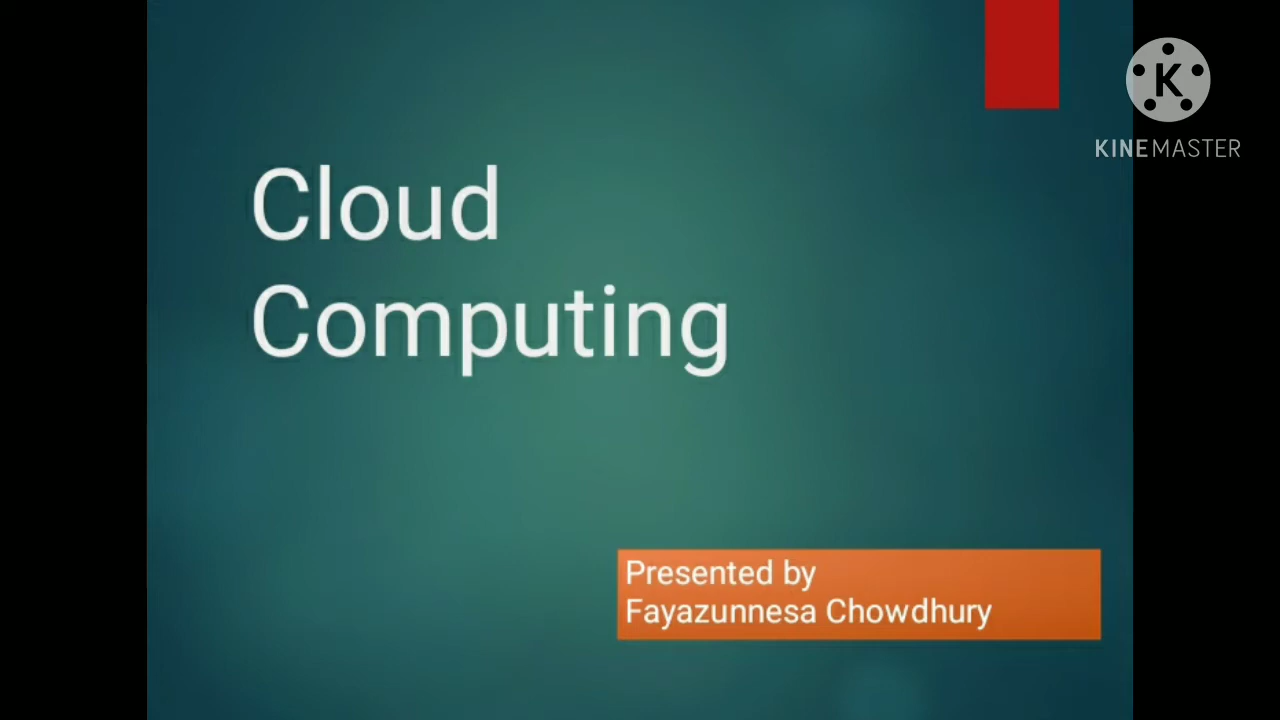 Cloud
Computing
Presented by
Fayazunnesa Chowdhury
K
KINEMASTER